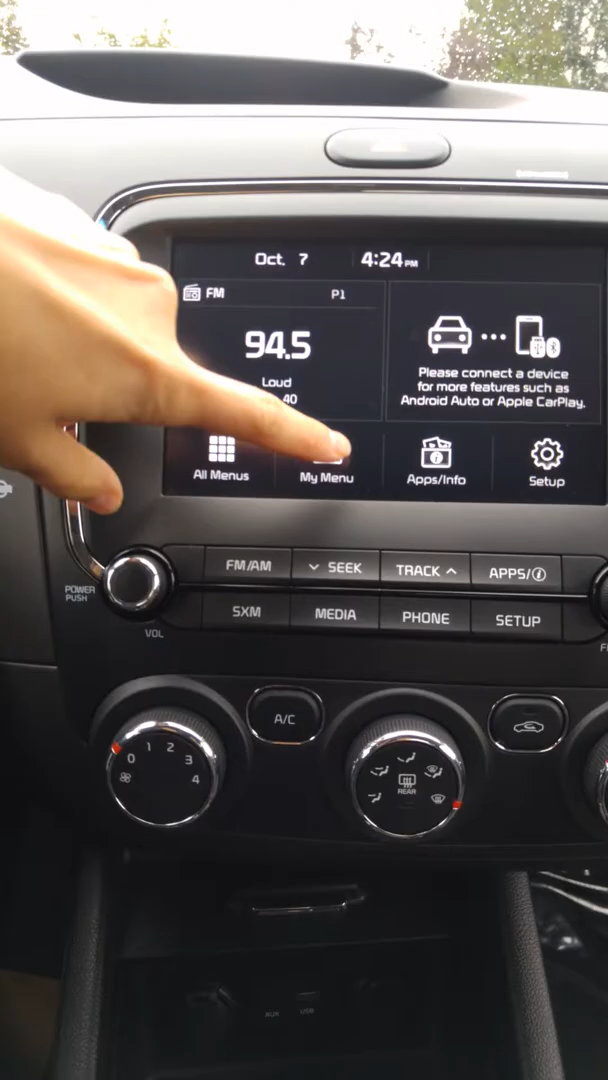 Oct. 7
4:24 PM
FM
P1
94.5
Loud
40
Please connect a device
for more features such as
Android Auto or Apple CarPlay.
All Menus
My Menu
Apps/Info
Setup
POWER
PUSH
VOL
FM/AM
SEEK
TRACK
APPS/
SXM
MEDIA
PHONE
SETUP
0
1
2
3
4
A/C
REAR
AUX
USB